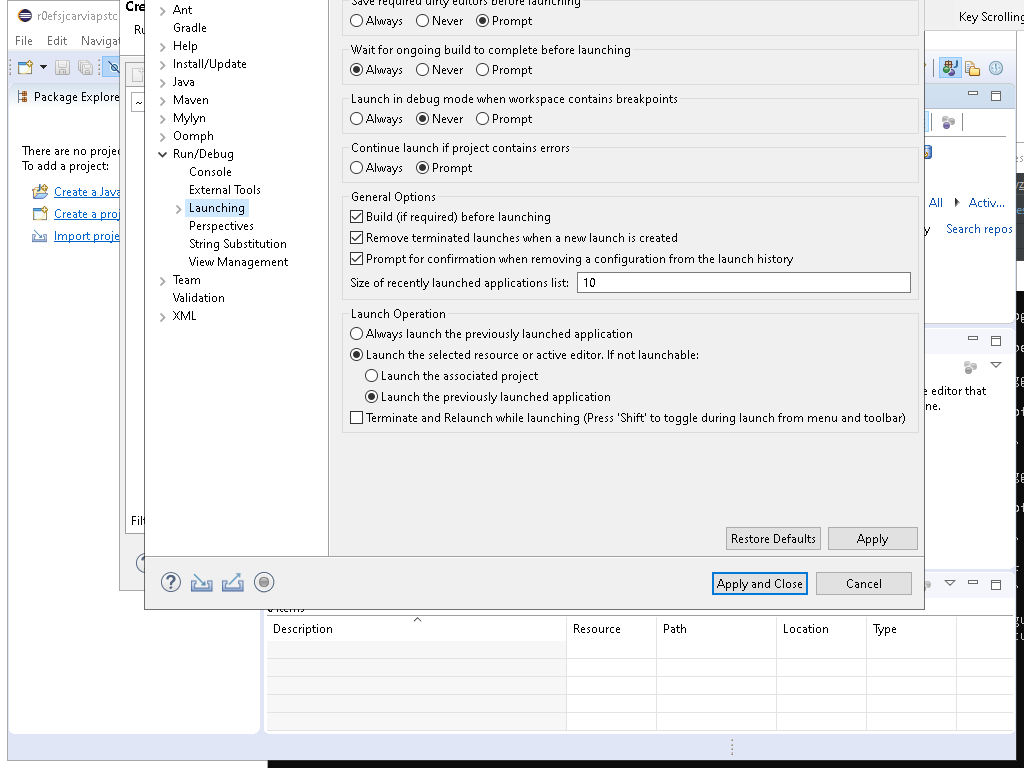 r0efsjcarviapstc
Cre
Key Scrolling
File Edit Navigat
Ru
Package Explore
There are no projec
To add a project:
Create a Java
Create a proj
Import proje
~
Filt
Ant
Gradle
Help
Install/Update
Java
Maven
Mylyn
Oomph
Run/Debug
Console
External Tools
Launching
Perspectives
String Substitution
View Management
Team
Validation
XML
Save required dirty editors before launching
Always Never Prompt
Wait for ongoing build to complete before launching
Always Never Prompt
Launch in debug mode when workspace contains breakpoints
Always Never Prompt
Continue launch if project contains errors
Always Prompt
General Options
Build (if required) before launching
Remove terminated launches when a new launch is created
Prompt for confirmation when removing a configuration from the launch history
Size of recently launched applications list: 10
Launch Operation
Always launch the previously launched application
Launch the selected resource or active editor. If not launchable:
Launch the associated project
Launch the previously launched application
Terminate and Relaunch while launching (Press 'Shift' to toggle during launch from menu and toolbar)
Restore Defaults Apply
Apply and Close Cancel
All Activ...
y Search repos
e editor that
ne.
items
Description Resource Path Location Type